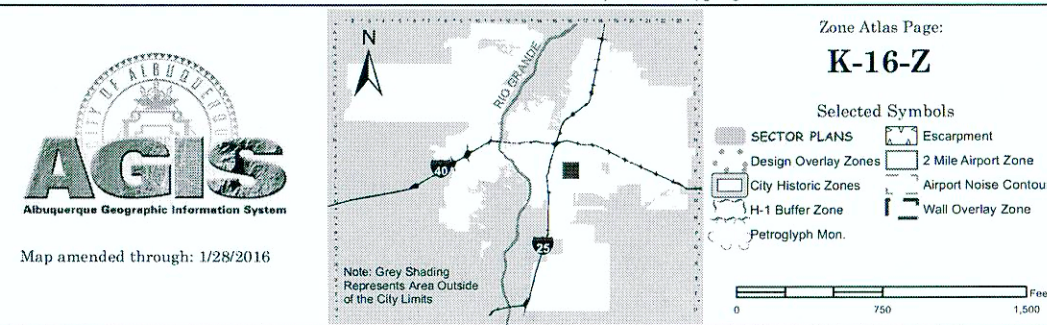 CITY OF ALBUQUERQUE
AGIS
Albuquerque Geographic Information System
Map amended through: 1/28/2016
N
RIO GRANDE
40
25
Note: Grey Shading
Represents Area Outside
of the City Limits
Zone Atlas Page:
K-16-Z
Selected Symbols
SECTOR PLANS
Escarpment
Design Overlay Zones
2 Mile Airport Zone
City Historic Zones
Airport Noise Contou
H-1 Buffer Zone
Wall Overlay Zone
Petroglyph Mon.
Fee
0
750
1,500